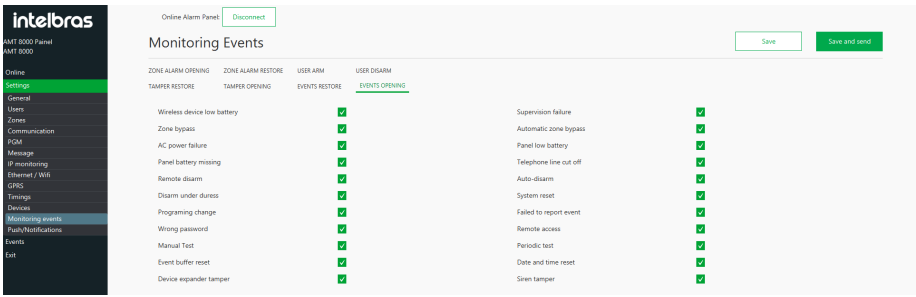 intelbras
AMT 8000 Painel
AMT 8000
Online
Settings
General
Users
Zones
Communication
PGM
Message
IP monitoring
Ethernet / Wifi
GPRS
Timings
Devices
Monitoring events
Push/Notifications
Events
Exit
Online Alarm Panel: Disconnect
Monitoring Events
Save Save and send
ZONE ALARM OPENING ZONE ALARM RESTORE USER ARM USER DISARM
TAMPER RESTORE TAMPER OPENING EVENTS RESTORE EVENTS OPENING
Wireless device low battery Supervision failure
Zone bypass Automatic zone bypass
AC power failure Panel low battery
Panel battery missing Telephone line cut off
Remote disarm Auto-disarm
Disarm under duress System reset
Programing change Failed to report event
Wrong password Remote access
Manual Test Periodic test
Event buffer reset Date and time reset
Device expander tamper Siren tamper